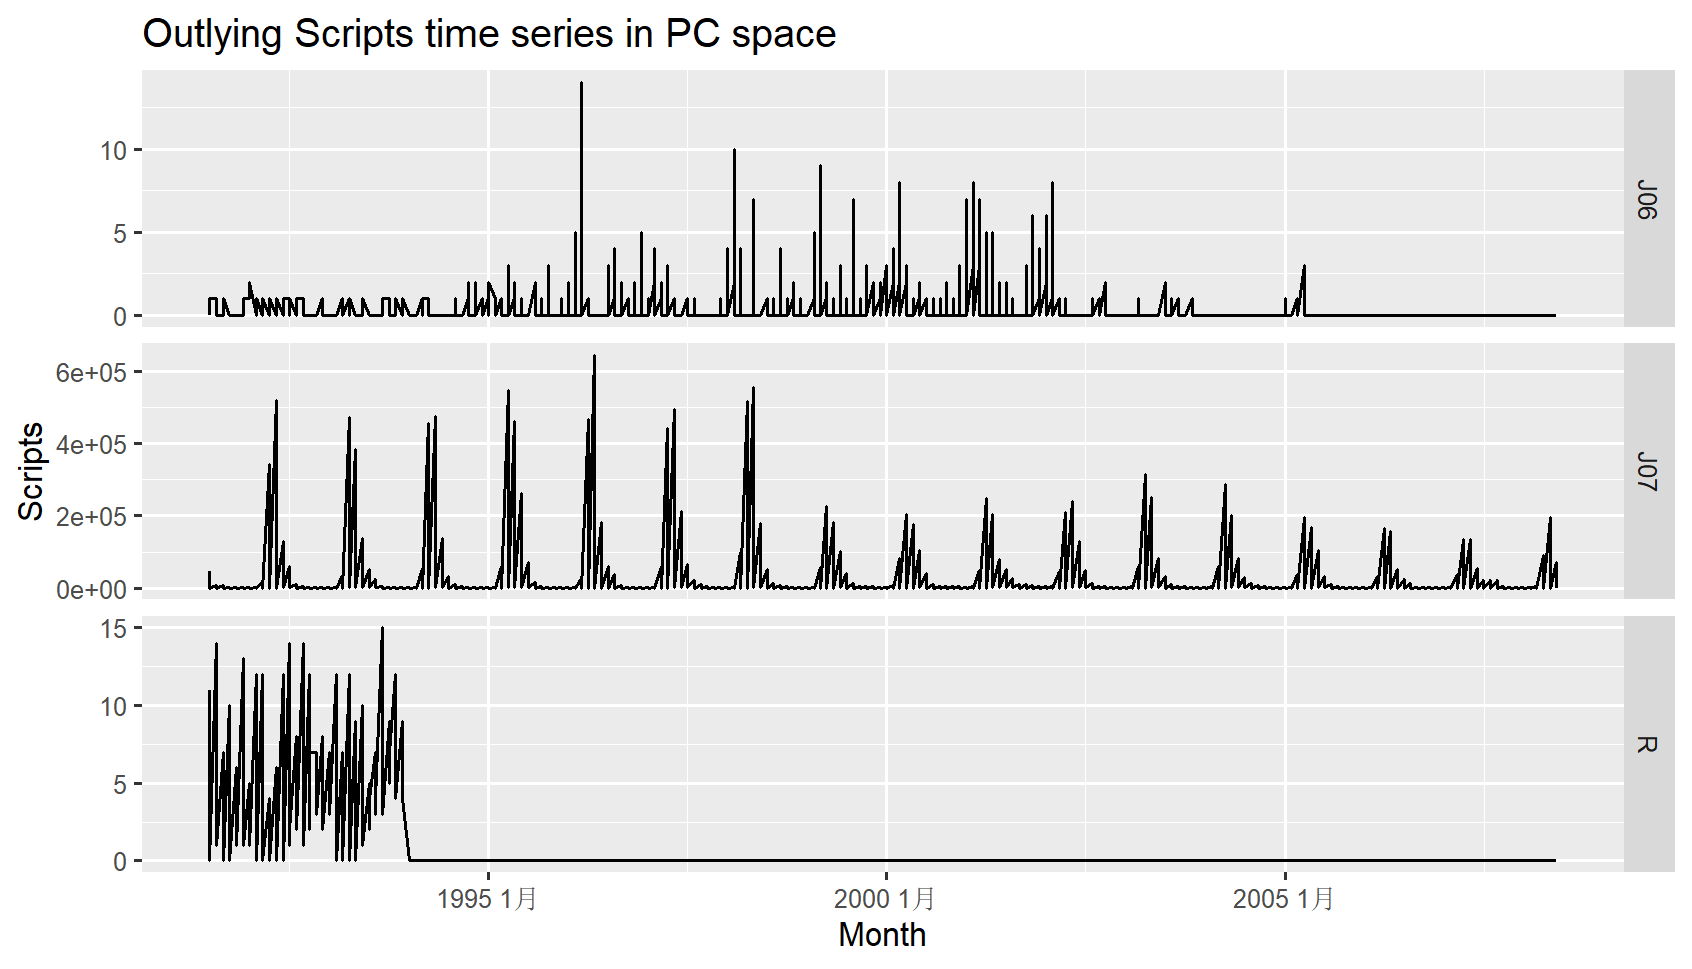 Outlying Scripts time series in PC space
10
5
0
J06
6e+05
4e+05
2e+05
0e+00
J07
15
10
5
0
R
Scripts
1995 1月
2000 1月
2005 1月
Month